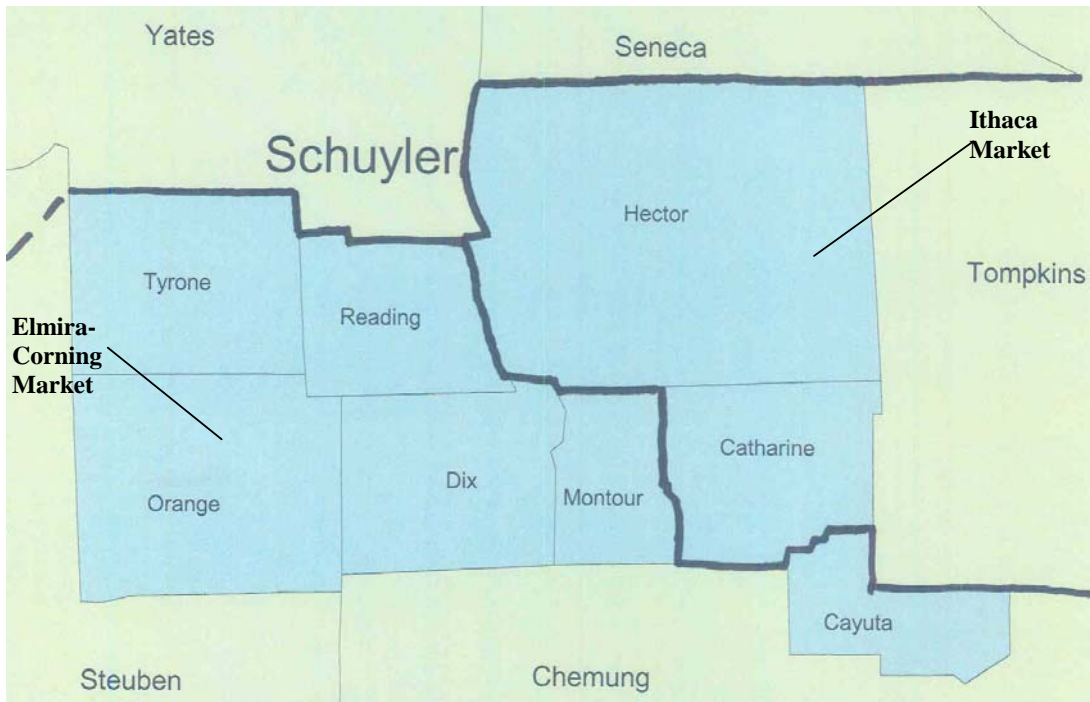 Yates
Seneca
Ithaca
Market
Schuyler
Hector
Tompkins
Tyrone
Reading
Elmira-
Corning
Market
Catharine
Dix
Montour
Orange
Cayuta
Steuben
Chemung